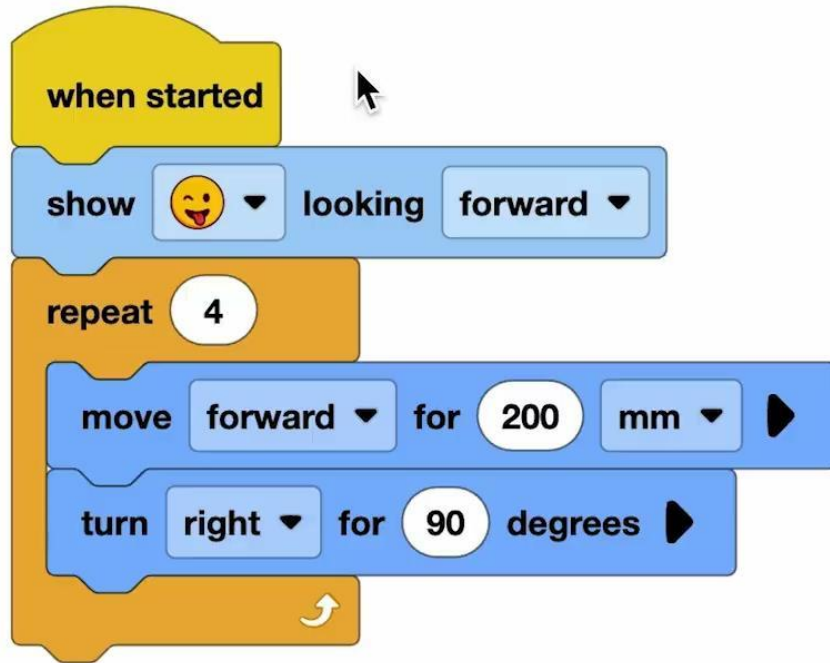 when started
show looking forward
repeat 4
move forward for 200 mm
turn right for 90 degrees